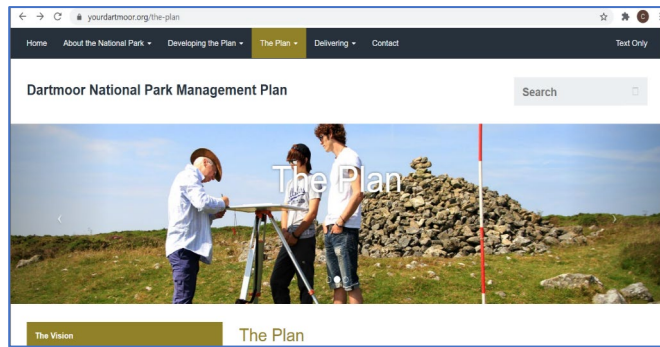 yourdartmoor.org/the-plan
C
Home About the National Park Developing the Plan The Plan Delivering Contact Text Only
Dartmoor National Park Management Plan
Search
The Plan
The Vision
The Plan